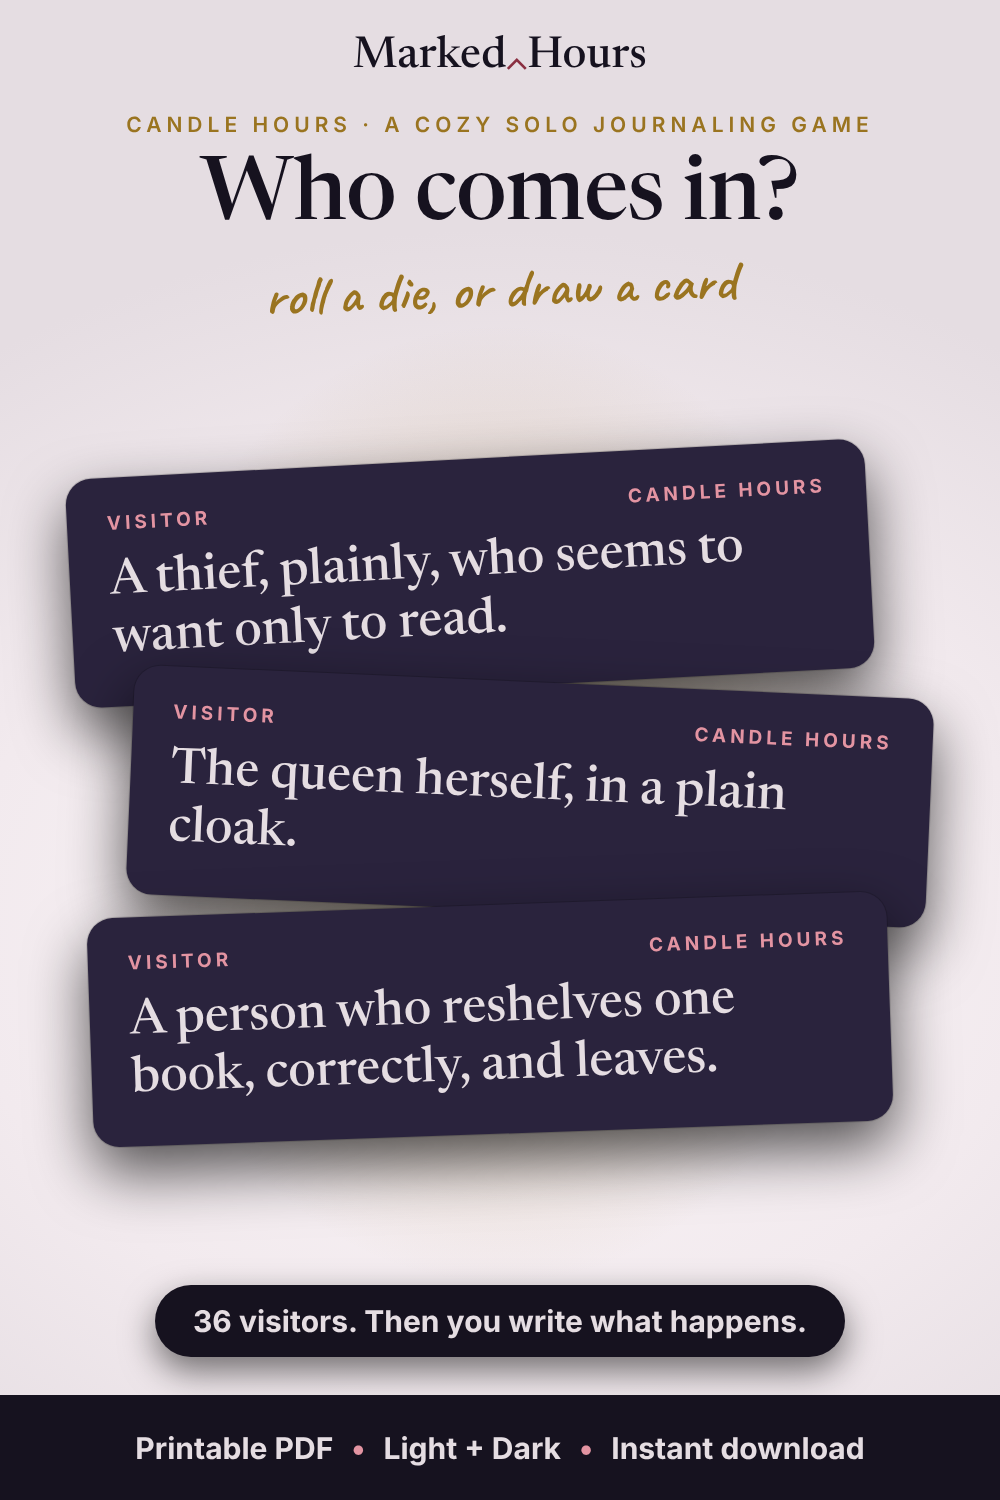 Marked‸Hours
CANDLE HOURS · A COZY SOLO JOURNALING GAME
Who comes in?
roll a die, or draw a card
VISITOR
CANDLE HOURS
A thief, plainly, who seems to
want only to read.
VISITOR
CANDLE HOURS
The queen herself, in a plain
cloak.
VISITOR
CANDLE HOURS
A person who reshelves one
book, correctly, and leaves.
36 visitors. Then you write what happens.
Printable PDF • Light + Dark • Instant download